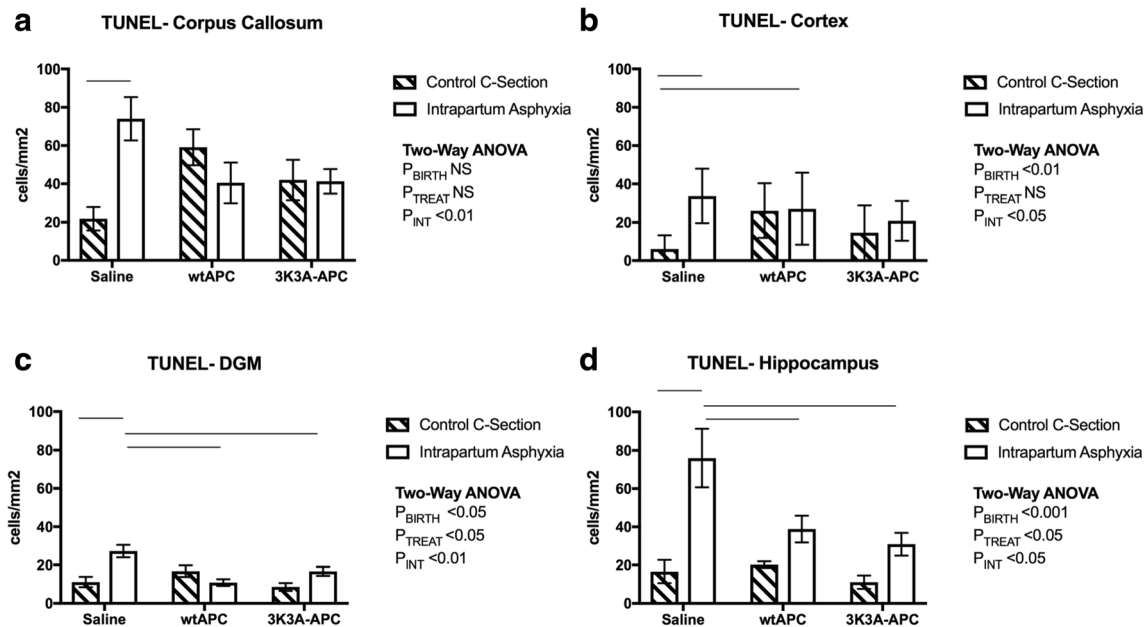 a
TUNEL- Corpus Callosum
cells/mm2
100
80
60
40
20
0
Saline
wtAPC
3K3A-APC
Control C-Section
Intrapartum Asphyxia
Two-Way ANOVA
PBIRTH NS
PTREAT NS
PINT <0.01
b
TUNEL- Cortex
cells/mm2
100
80
60
40
20
0
Saline
wtAPC
3K3A-APC
Control C-Section
Intrapartum Asphyxia
Two-Way ANOVA
PBIRTH <0.01
PTREAT NS
PINT <0.05
c
TUNEL- DGM
cells/mm2
100
80
60
40
20
0
Saline
wtAPC
3K3A-APC
Control C-Section
Intrapartum Asphyxia
Two-Way ANOVA
PBIRTH <0.05
PTREAT <0.05
PINT <0.01
d
TUNEL- Hippocampus
cells/mm2
100
80
60
40
20
0
Saline
wtAPC
3K3A-APC
Control C-Section
Intrapartum Asphyxia
Two-Way ANOVA
PBIRTH <0.001
PTREAT <0.05
PINT <0.05